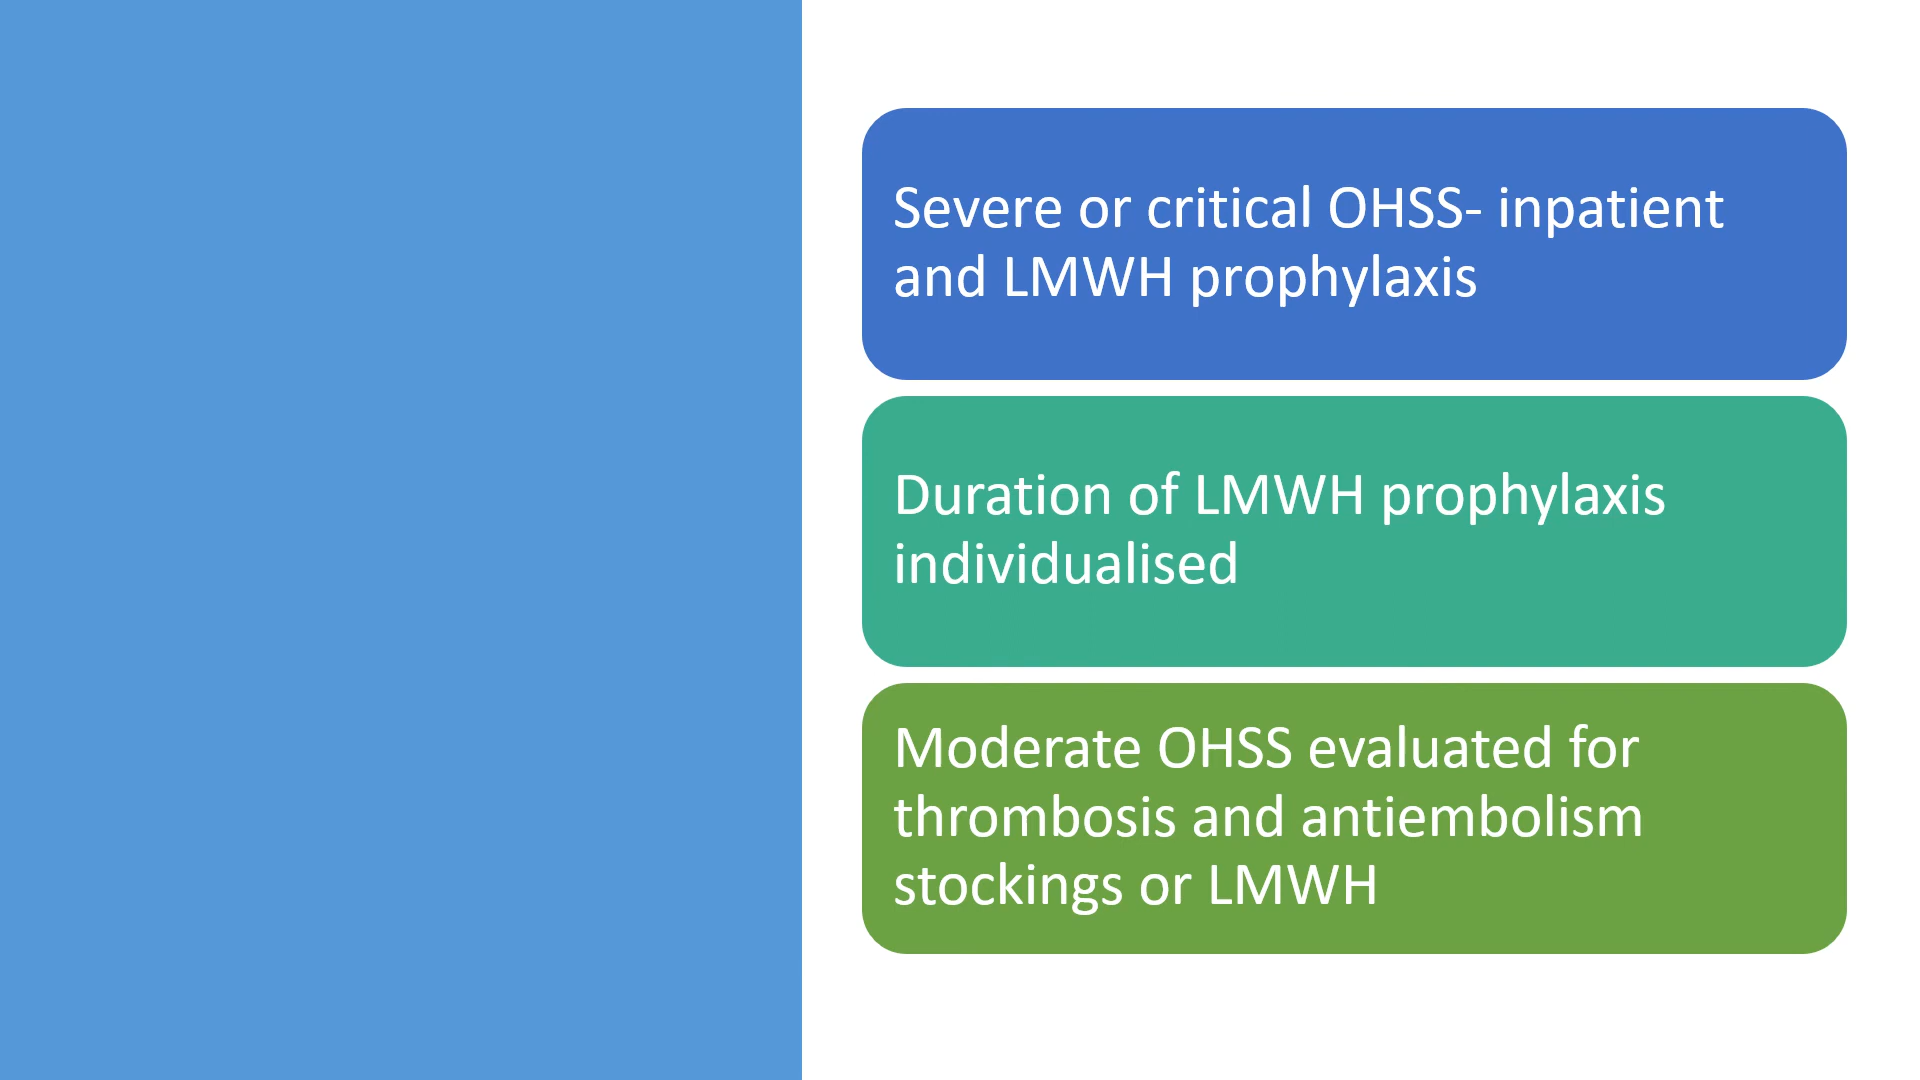 Severe or critical OHSS- inpatient
and LMWH prophylaxis
Duration of LMWH prophylaxis
individualised
Moderate OHSS evaluated for
thrombosis and antiembolism
stockings or LMWH